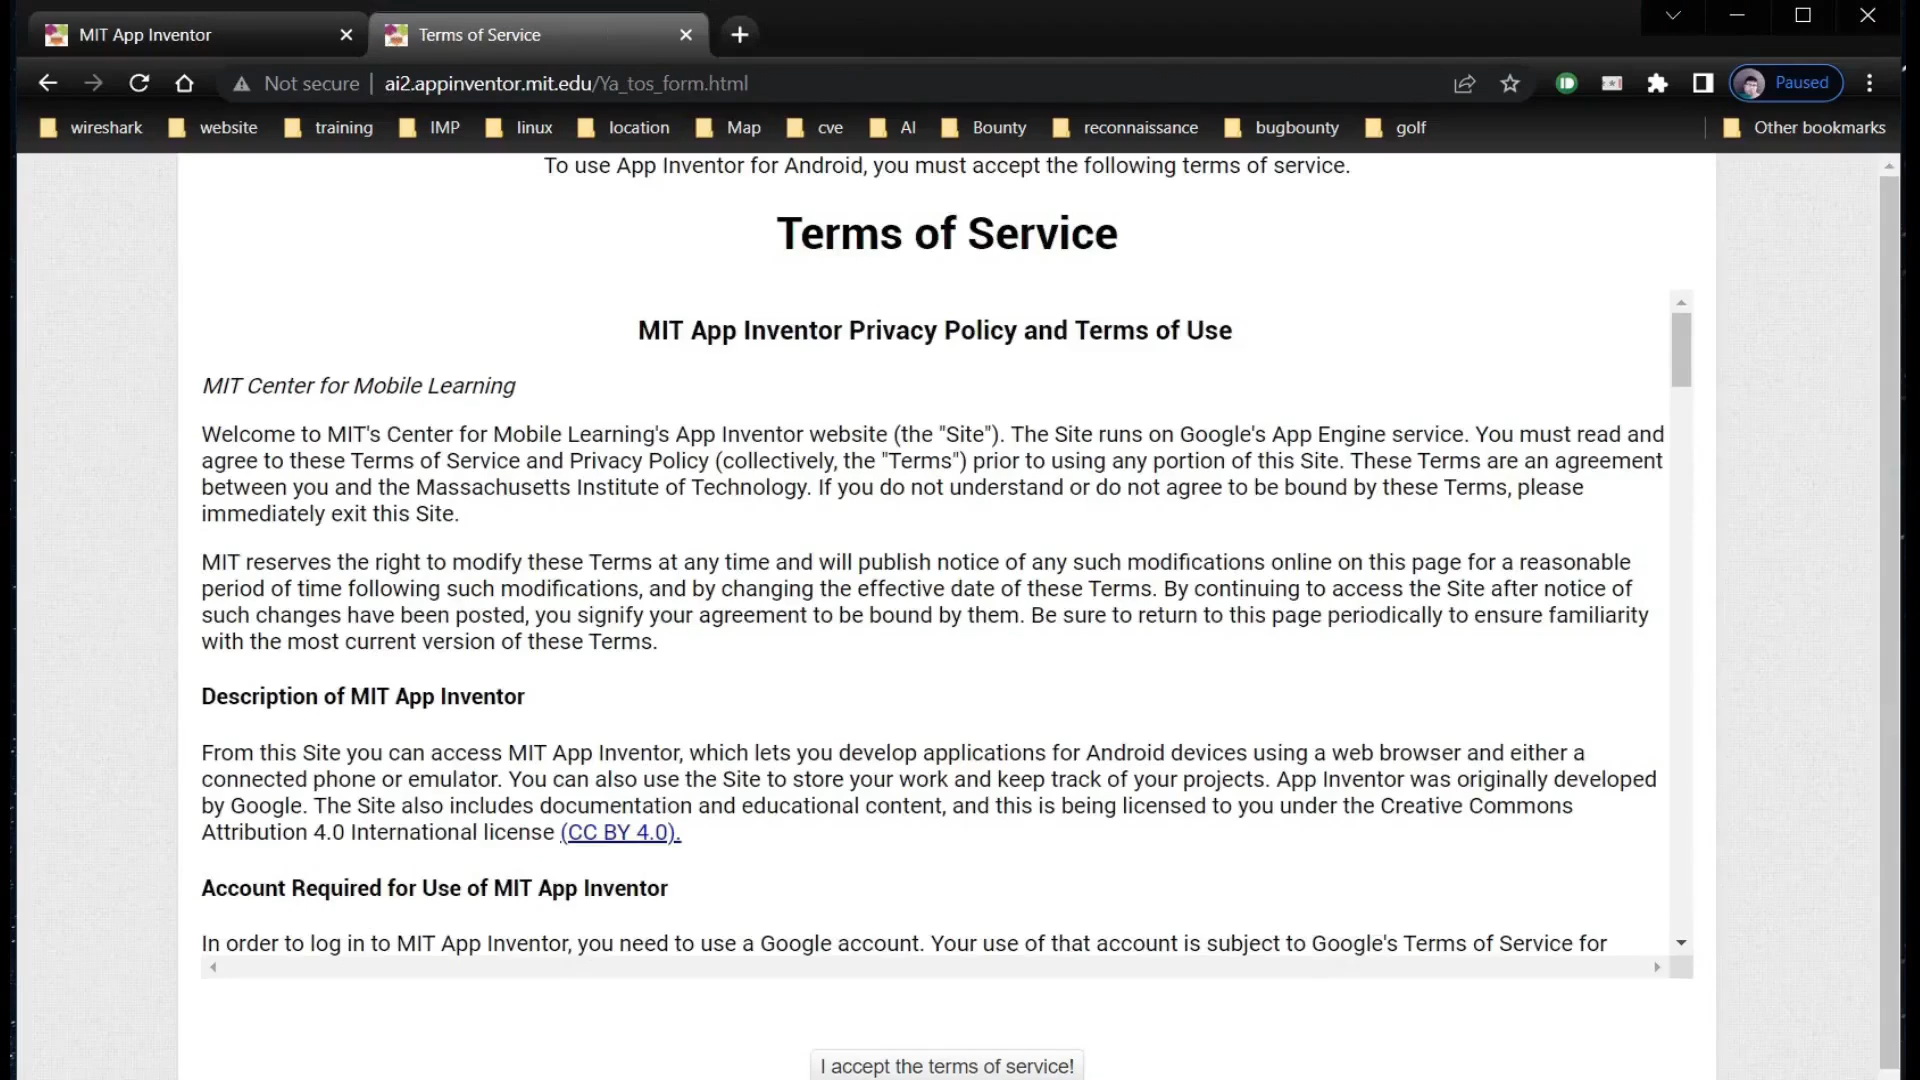 MIT App Inventor
Terms of Service
Not secure
ai2.appinventor.mit.edu/Ya_tos_form.html
Paused
wireshark
website
training
IMP
linux
location
Map
cve
AI
Bounty
reconnaissance
bugbounty
golf
Other bookmarks
To use App Inventor for Android, you must accept the following terms of service.
Terms of Service
MIT App Inventor Privacy Policy and Terms of Use
MIT Center for Mobile Learning
Welcome to MIT's Center for Mobile Learning's App Inventor website (the "Site"). The Site runs on Google's App Engine service. You must read and
agree to these Terms of Service and Privacy Policy (collectively, the "Terms") prior to using any portion of this Site. These Terms are an agreement
between you and the Massachusetts Institute of Technology. If you do not understand or do not agree to be bound by these Terms, please
immediately exit this Site.
MIT reserves the right to modify these Terms at any time and will publish notice of any such modifications online on this page for a reasonable
period of time following such modifications, and by changing the effective date of these Terms. By continuing to access the Site after notice of
such changes have been posted, you signify your agreement to be bound by them. Be sure to return to this page periodically to ensure familiarity
with the most current version of these Terms.
Description of MIT App Inventor
From this Site you can access MIT App Inventor, which lets you develop applications for Android devices using a web browser and either a
connected phone or emulator. You can also use the Site to store your work and keep track of your projects. App Inventor was originally developed
by Google. The Site also includes documentation and educational content, and this is being licensed to you under the Creative Commons
Attribution 4.0 International license (CC BY 4.0).
Account Required for Use of MIT App Inventor
In order to log in to MIT App Inventor, you need to use a Google account. Your use of that account is subject to Google's Terms of Service for
I accept the terms of service!